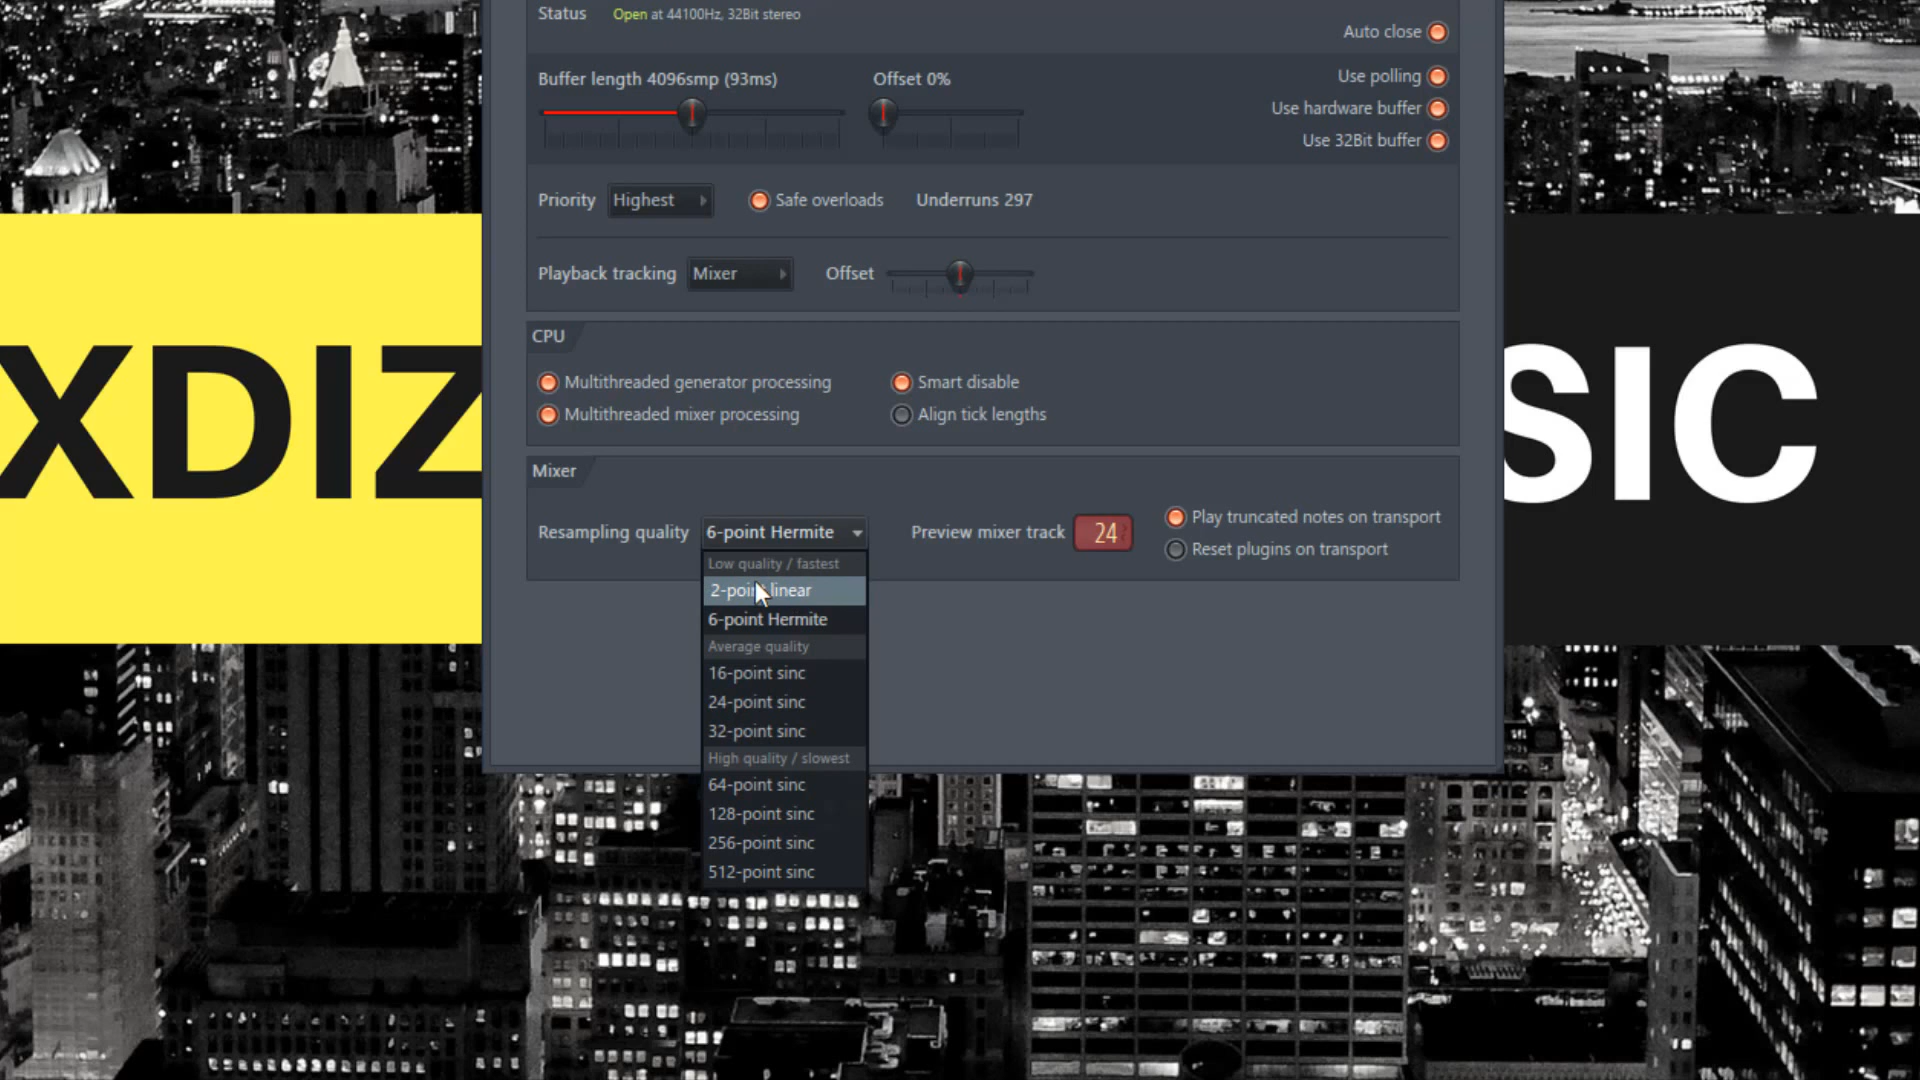 Status Open at 44100Hz, 32Bit stereo
Auto close
Buffer length 4096smp (93ms) Offset 0%
Use polling
Use hardware buffer
Use 32Bit buffer
Priority Highest Safe overloads Underruns 297
Playback tracking Mixer Offset
XDIZ
SIC
CPU
Multithreaded generator processing Smart disable
Multithreaded mixer processing Align tick lengths
Mixer
Resampling quality 6-point Hermite Preview mixer track 24 Play truncated notes on transport
Reset plugins on transport
Low quality / fastest
2-point linear
6-point Hermite
Average quality
16-point sinc
24-point sinc
32-point sinc
High quality / slowest
64-point sinc
128-point sinc
256-point sinc
512-point sinc